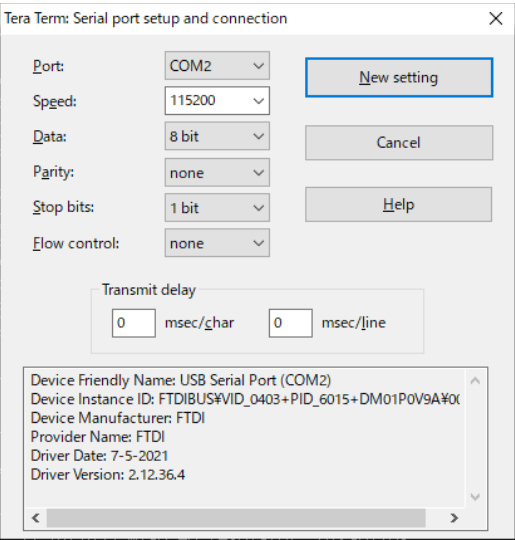 Tera Term: Serial port setup and connection
Port: COM2
New setting
Speed: 115200
Data: 8 bit
Cancel
Parity: none
Stop bits: 1 bit
Help
Flow control: none
Transmit delay
0 msec/char 0 msec/line
Device Friendly Name: USB Serial Port (COM2)
Device Instance ID: FTDIBUS¥VID_0403+PID_6015+DM01P0V9A¥00
Device Manufacturer: FTDI
Provider Name: FTDI
Driver Date: 7-5-2021
Driver Version: 2.12.36.4